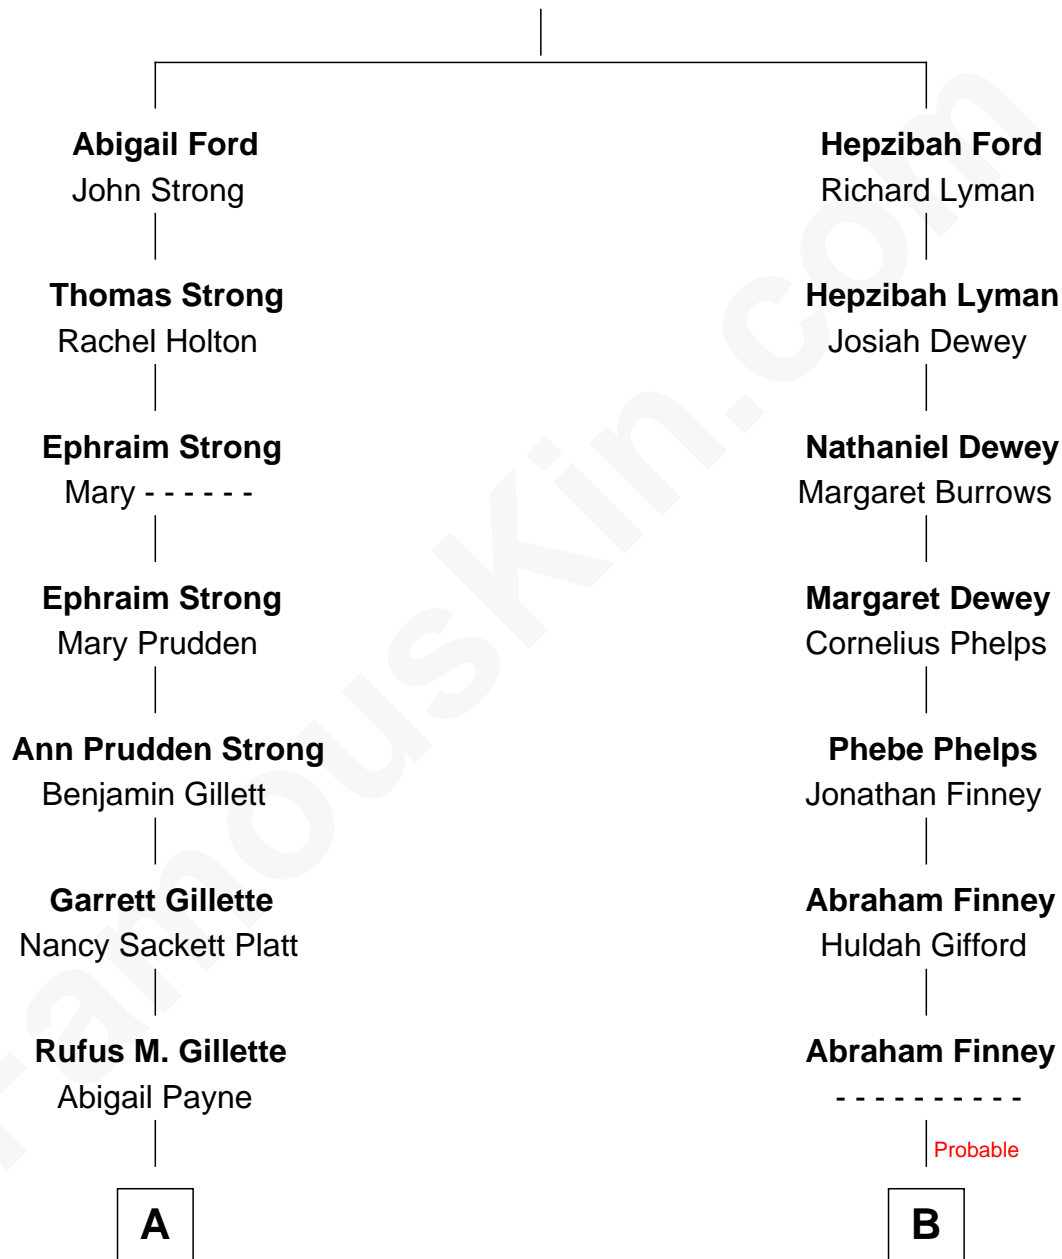 Abigail Ford
John Strong
Hepzibah Ford
Richard Lyman
Thomas Strong
Rachel Holton
Hepzibah Lyman
Josiah Dewey
Ephraim Strong
Mary - - - - - -
Nathaniel Dewey
Margaret Burrows
Ephraim Strong
Mary Prudden
Margaret Dewey
Cornelius Phelps
Ann Prudden Strong
Benjamin Gillett
Phebe Phelps
Jonathan Finney
Garrett Gillette
Nancy Sackett Platt
Abraham Finney
Huldah Gifford
Rufus M. Gillette
Abigail Payne
Abraham Finney
- - - - - - - - - -
Probable
A
B
FamousKin.com